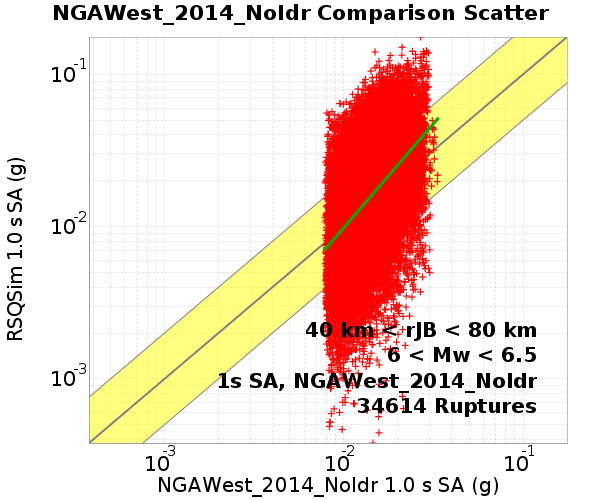 NGAWest_2014_NoIdr Comparison Scatter
RSQSim 1.0 s SA (g)
10-1
10-2
10-3
40 km < rJB < 80 km
6 < Mw < 6.5
1s SA, NGAWest_2014_NoIdr
34614 Ruptures
10-3
10-2
10-1
NGAWest_2014_NoIdr 1.0 s SA (g)